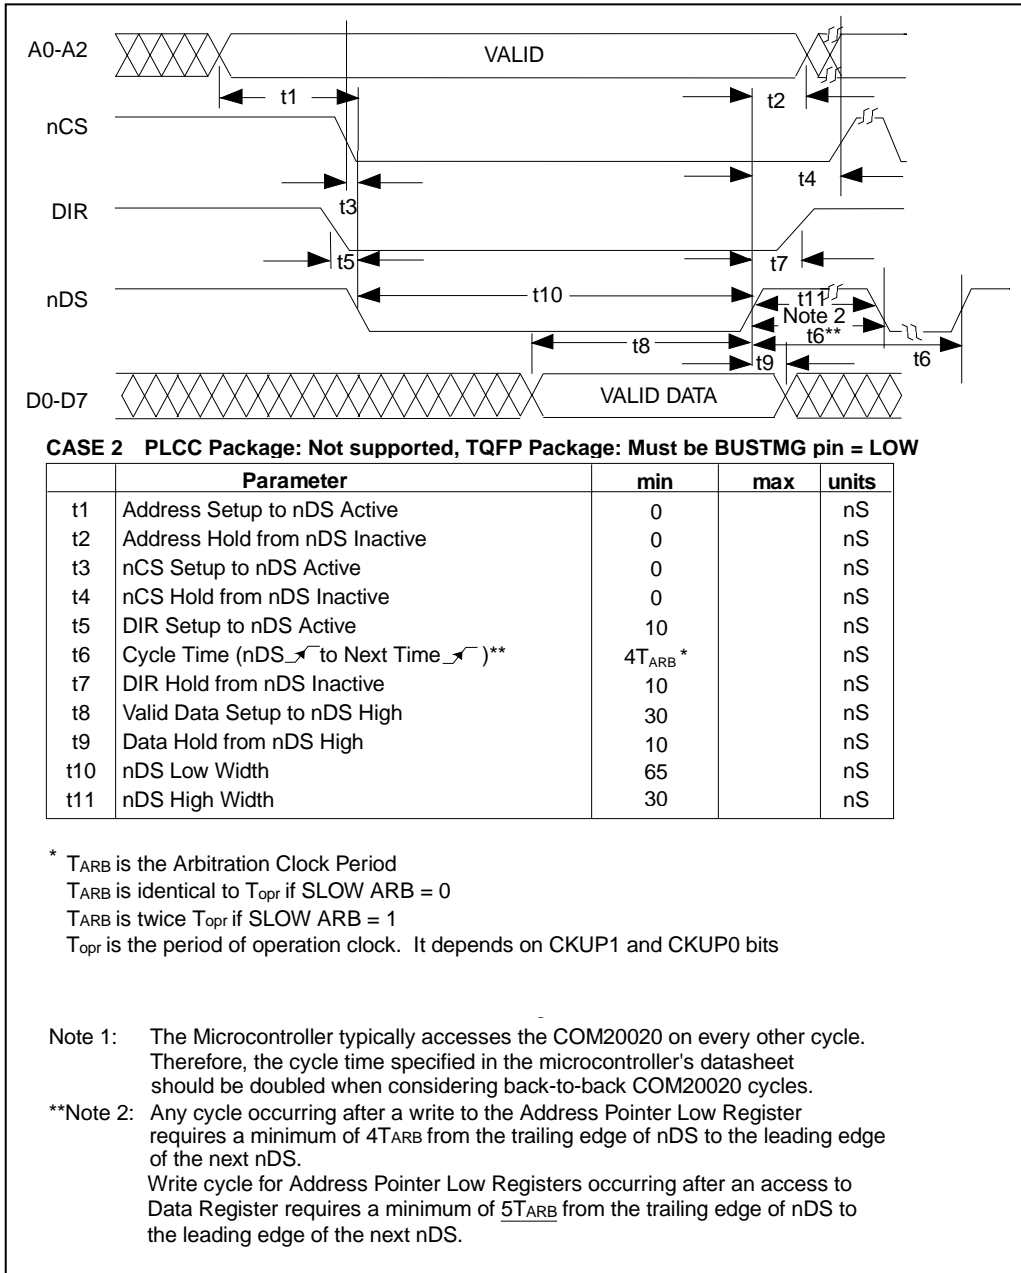 A0-A2
VALID
t1
t2
nCS
t3
t4
DIR
t5
t7
nDS
t10
t11
Note 2
t6**
t8
t6
t9
D0-D7
VALID DATA
CASE 2 PLCC Package: Not supported, TQFP Package: Must be BUSTMG pin = LOW
Parameter min max units
t1 Address Setup to nDS Active 0 nS
t2 Address Hold from nDS Inactive 0 nS
t3 nCS Setup to nDS Active 0 nS
t4 nCS Hold from nDS Inactive 0 nS
t5 DIR Setup to nDS Active 10 nS
t6 Cycle Time (nDS to Next Time )** 4TARB* nS
t7 DIR Hold from nDS Inactive 10 nS
t8 Valid Data Setup to nDS High 30 nS
t9 Data Hold from nDS High 10 nS
t10 nDS Low Width 65 nS
t11 nDS High Width 30 nS
* TARB is the Arbitration Clock Period
TARB is identical to Topr if SLOW ARB = 0
TARB is twice Topr if SLOW ARB = 1
Topr is the period of operation clock. It depends on CKUP1 and CKUP0 bits
Note 1: The Microcontroller typically accesses the COM20020 on every other cycle.
Therefore, the cycle time specified in the microcontroller's datasheet
should be doubled when considering back-to-back COM20020 cycles.
**Note 2: Any cycle occurring after a write to the Address Pointer Low Register
requires a minimum of 4TARB from the trailing edge of nDS to the leading edge
of the next nDS.
Write cycle for Address Pointer Low Registers occurring after an access to
Data Register requires a minimum of 5TARB from the trailing edge of nDS to
the leading edge of the next nDS.